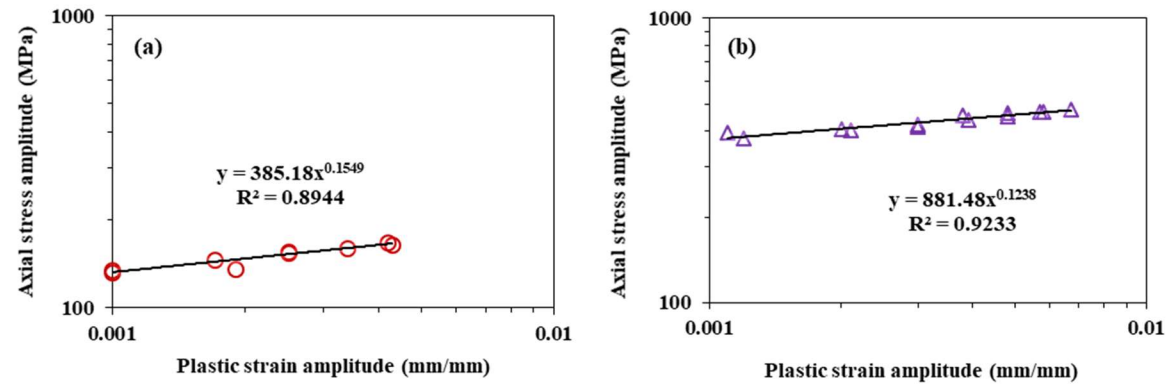 1000
(a)
Axial stress amplitude (MPa)
y = 385.18x^0.1549
R² = 0.8944
100
0.001
0.01
Plastic strain amplitude (mm/mm)
1000
(b)
Axial stress amplitude (MPa)
y = 881.48x^0.1238
R² = 0.9233
100
0.001
0.01
Plastic strain amplitude (mm/mm)